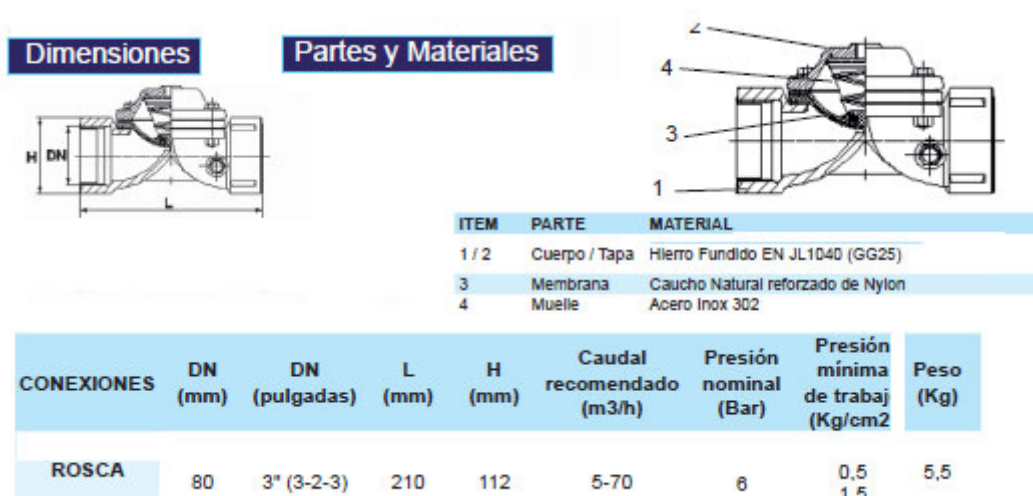 Dimensiones
Partes y Materiales
H DN
L
2
4
3
1
ITEM PARTE MATERIAL
1 / 2 Cuerpo / Tapa Hierro Fundido EN JL1040 (GG25)
3 Membrana Caucho Natural reforzado de Nylon
4 Muelle Acero Inox 302
CONEXIONES DN (mm) DN (pulgadas) L (mm) H (mm) Caudal recomendado (m3/h) Presión nominal (Bar) Presión mínima de trabaj (Kg/cm2 Peso (Kg)
ROSCA 80 3" (3-2-3) 210 112 5-70 6 0,5 5,5
1,5